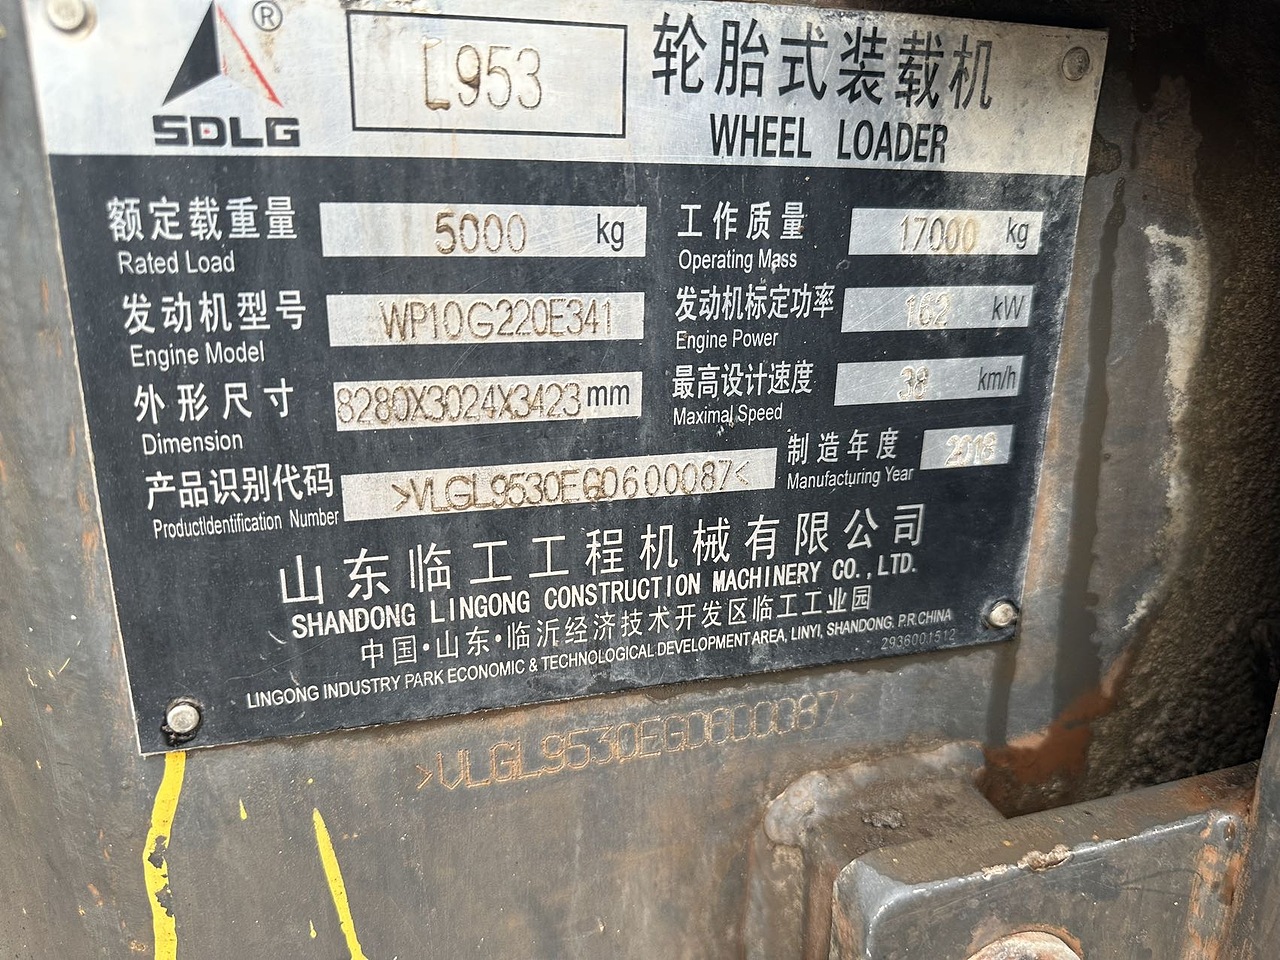 SDLG ®
L953
轮胎式装载机
WHEEL LOADER
额定载重量 5000 kg
Rated Load
工作质量 17000 kg
Operating Mass
发动机型号 WP10G220E341
Engine Model
发动机标定功率 162 kW
Engine Power
外形尺寸 8280X3024X3423 mm
Dimension
最高设计速度 38 km/h
Maximal Speed
产品识别代码 >VLGL9530EG0600087<
ProductIdentification Number
制造年度
Manufacturing Year
山东临工工程机械有限公司
SHANDONG LINGONG CONSTRUCTION MACHINERY CO.,LTD.
中国·山东·临沂经济技术开发区临工工业园
LINGONG INDUSTRY PARK ECONOMIC & TECHNOLOGICAL DEVELOPMENT AREA, LINYI, SHANDONG. P.R.CHINA
2936001512
>VLGL9530EG0600087